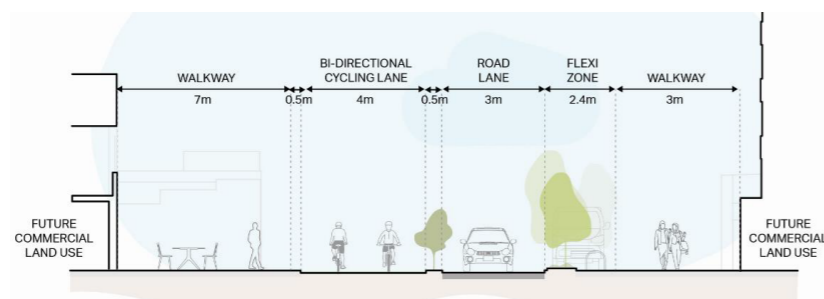 WALKWAY
7m
0.5m
BI-DIRECTIONAL
CYCLING LANE
4m
0.5m
ROAD
LANE
3m
FLEXI
ZONE
2.4m
WALKWAY
3m
FUTURE
COMMERCIAL
LAND USE
FUTURE
COMMERCIAL
LAND USE